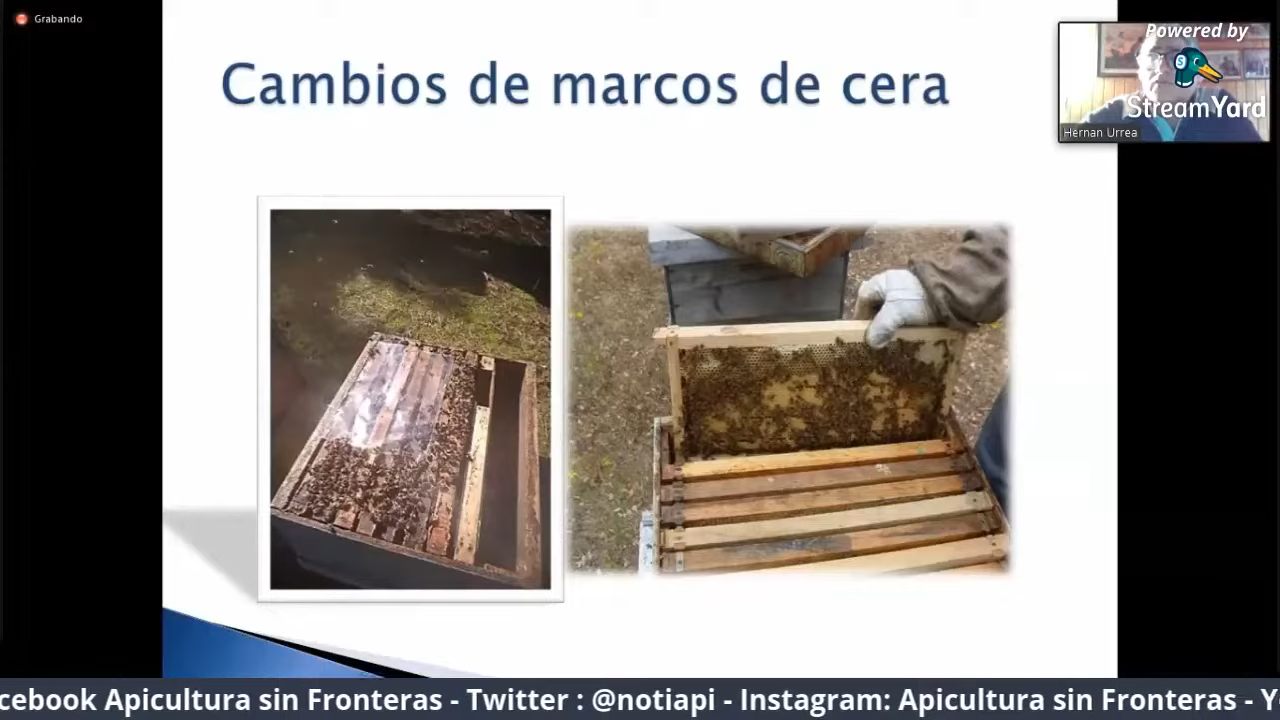 Grabando
Cambios de marcos de cera
Powered by
StreamYard
Hernan Urrea
cebook Apicultura sin Fronteras - Twitter : @notiapi - Instagram: Apicultura sin Fronteras - Y